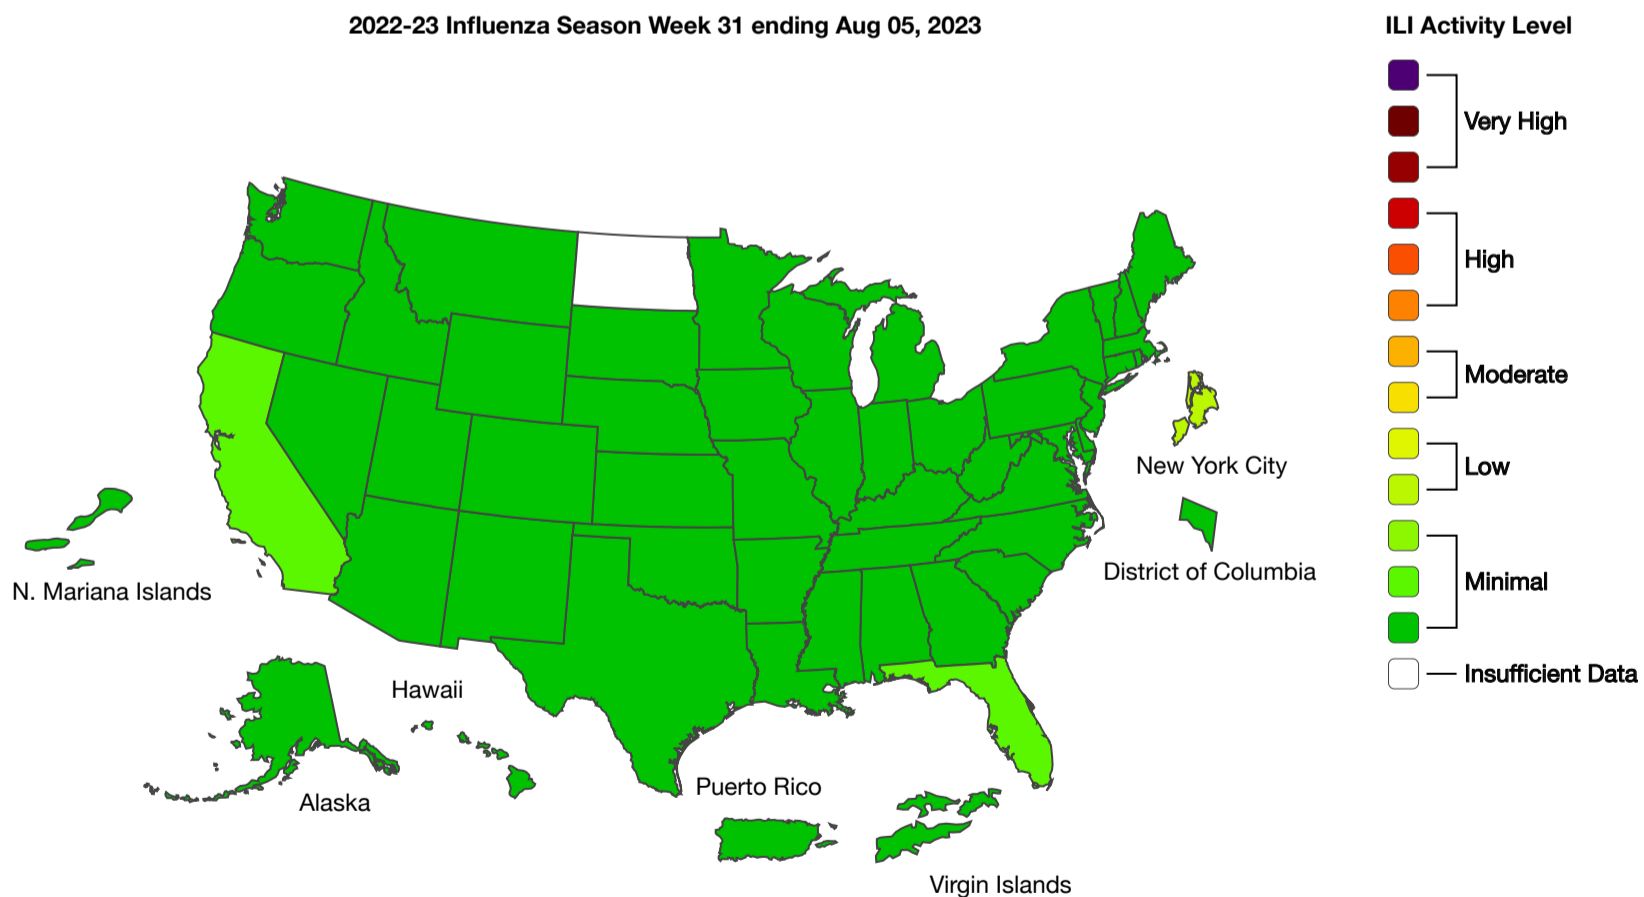 2022-23 Influenza Season Week 31 ending Aug 05, 2023
ILI Activity Level
Very High
High
Moderate
Low
Minimal
Insufficient Data
New York City
District of Columbia
N. Mariana Islands
Hawaii
Alaska
Puerto Rico
Virgin Islands